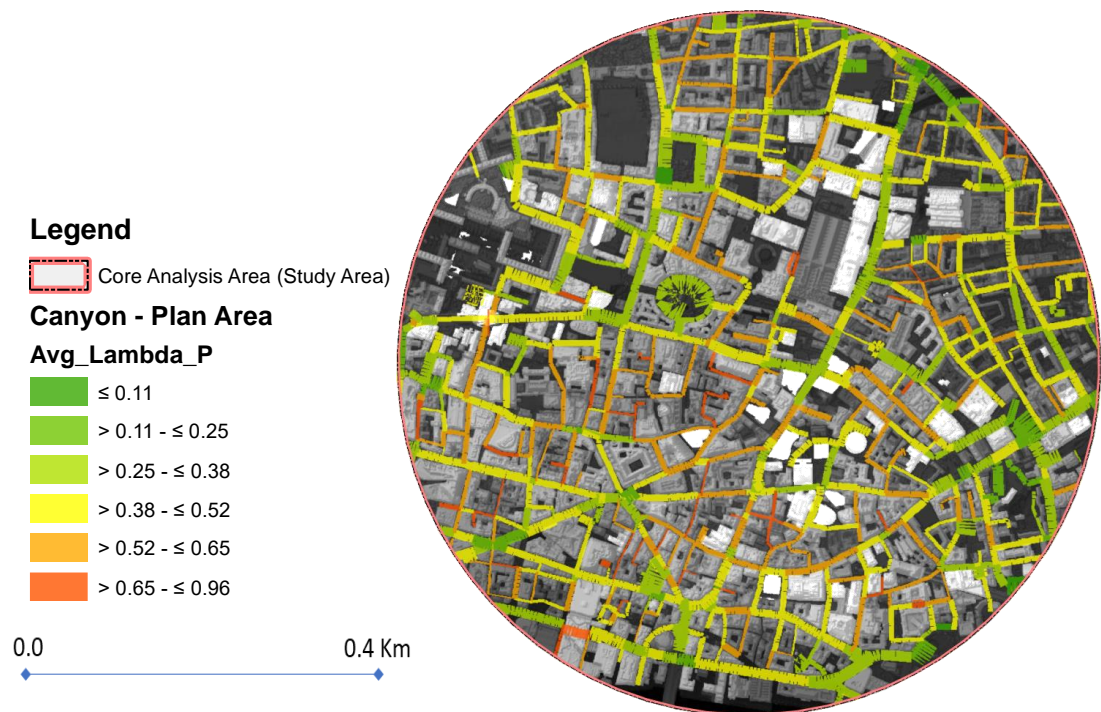 Legend
Core Analysis Area (Study Area)
Canyon - Plan Area
Avg_Lambda_P
≤ 0.11
> 0.11 - ≤ 0.25
> 0.25 - ≤ 0.38
> 0.38 - ≤ 0.52
> 0.52 - ≤ 0.65
> 0.65 - ≤ 0.96
0.0 0.4 Km